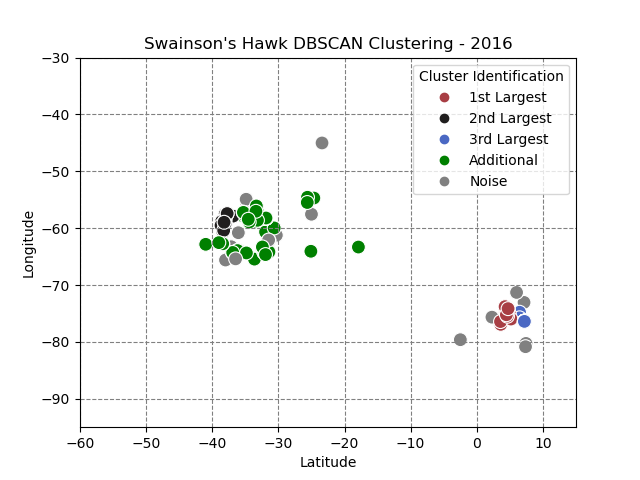 Swainson's Hawk DBSCAN Clustering - 2016
Cluster Identification
1st Largest
2nd Largest
3rd Largest
Additional
Noise
Longitude
−30
−40
−50
−60
−70
−80
−90
−60 −50 −40 −30 −20 −10 0 10
Latitude